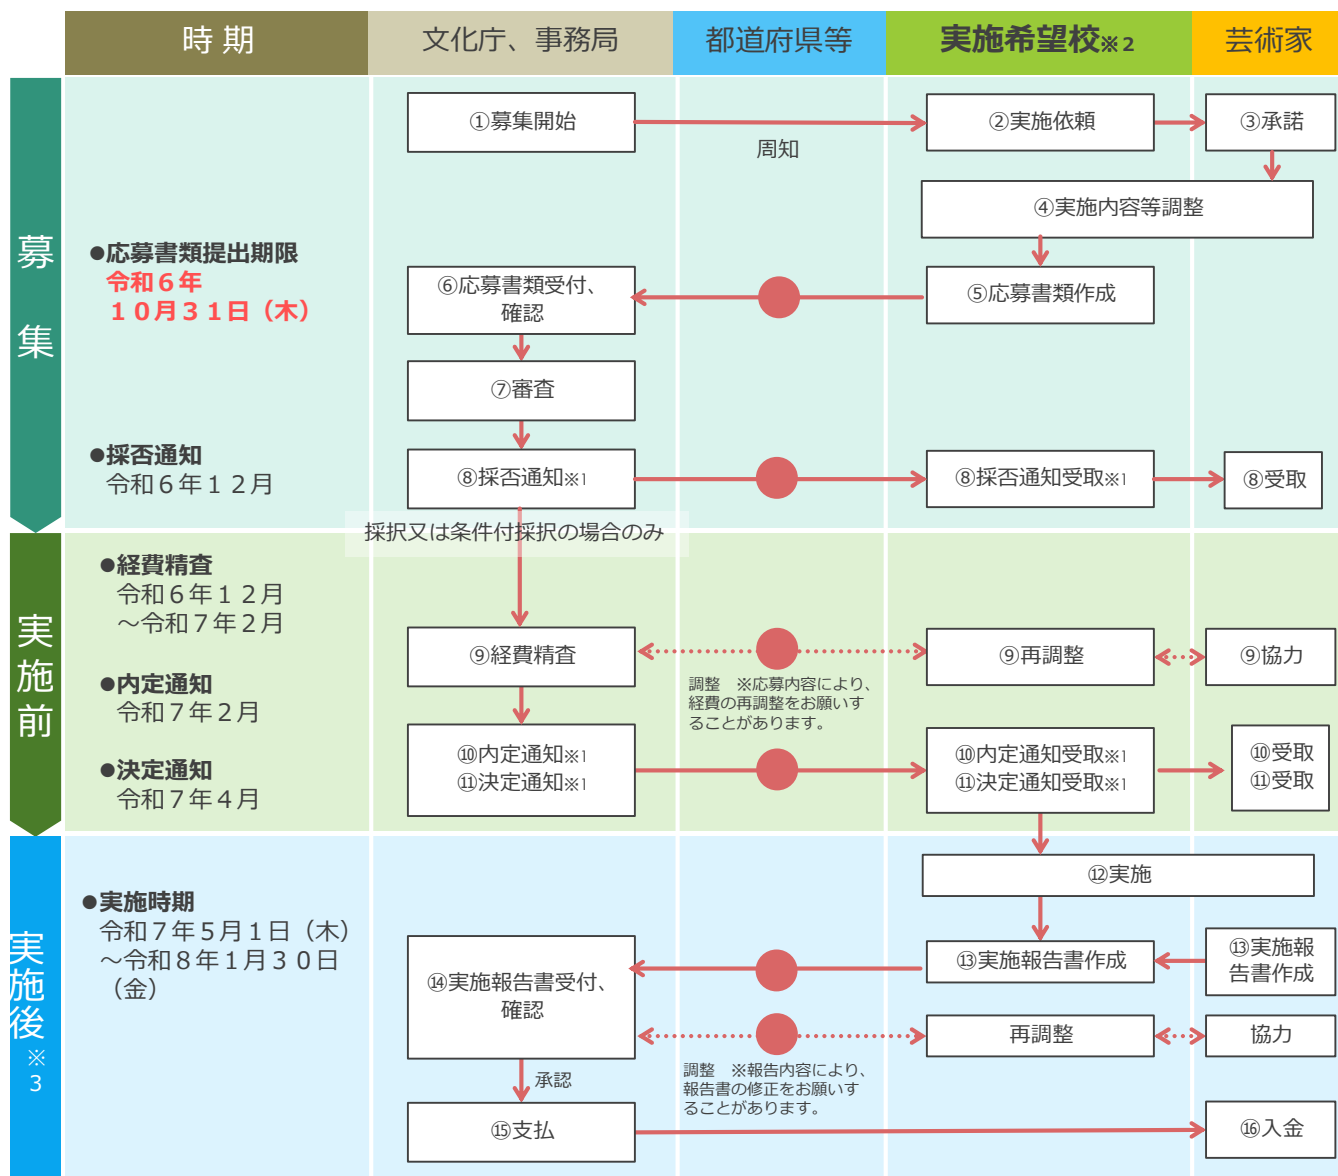 時 期
文化庁、事務局
都道府県等
実施希望校※2
芸術家
募集
①募集開始
周知
②実施依頼
③承諾
④実施内容等調整
●応募書類提出期限
令和6年
10月31日（木）
⑤応募書類作成
⑥応募書類受付、
確認
⑦審査
●採否通知
令和6年12月
⑧採否通知※1
⑧採否通知受取※1
⑧受取
採択又は条件付採択の場合のみ
実施前
●経費精査
令和6年12月
～令和7年2月
⑨経費精査
⑨再調整
⑨協力
調整　※応募内容により、
経費の再調整をお願いす
ることがあります。
●内定通知
令和7年2月
●決定通知
令和7年4月
⑩内定通知※1
⑪決定通知※1
⑩内定通知受取※1
⑪決定通知受取※1
⑩受取
⑪受取
実施後
※3
⑫実施
●実施時期
令和7年5月1日（木）
～令和8年1月30日
（金）
⑬実施報告書作成
⑬実施報
告書作成
⑭実施報告書受付、
確認
再調整
協力
調整　※報告内容により、
報告書の修正をお願いす
ることがあります。
承認
⑮支払
⑯入金